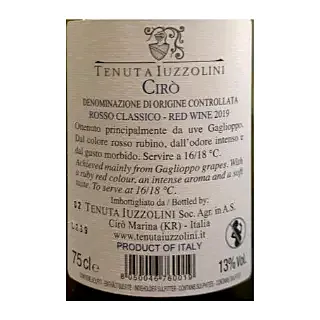 TENUTA IUZZOLINI
CIRÒ
DENOMINAZIONE DI ORIGINE CONTROLLATA
ROSSO CLASSICO - RED WINE 2019
Ottenuto principalmente da uve Gaglioppo.
Dal colore rosso rubino, dall'odore intenso e
dal gusto morbido. Servire a 16/18 °C.
Achieved mainly from Gaglioppo grapes. With
a ruby red colour, an intense aroma and a soft
taste. To serve at 16/18 °C.
Imbottigliato da / Bottled by:
TENUTA IUZZOLINI Soc. Agr. in A.S.
Cirò Marina (KR) - Italia
www.tenutaiuzzolini.it
PRODUCT OF ITALY
75cl e
13% Vol.
8 050046 780019